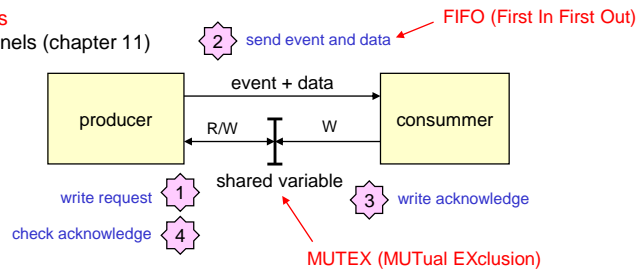 s
FIFO (First In First Out)
nels (chapter 11)
2 send event and data
event + data
producer
consummer
R/W
W
shared variable
write request 1
3 write acknowledge
check acknowledge 4
MUTEX (MUTual EXclusion)